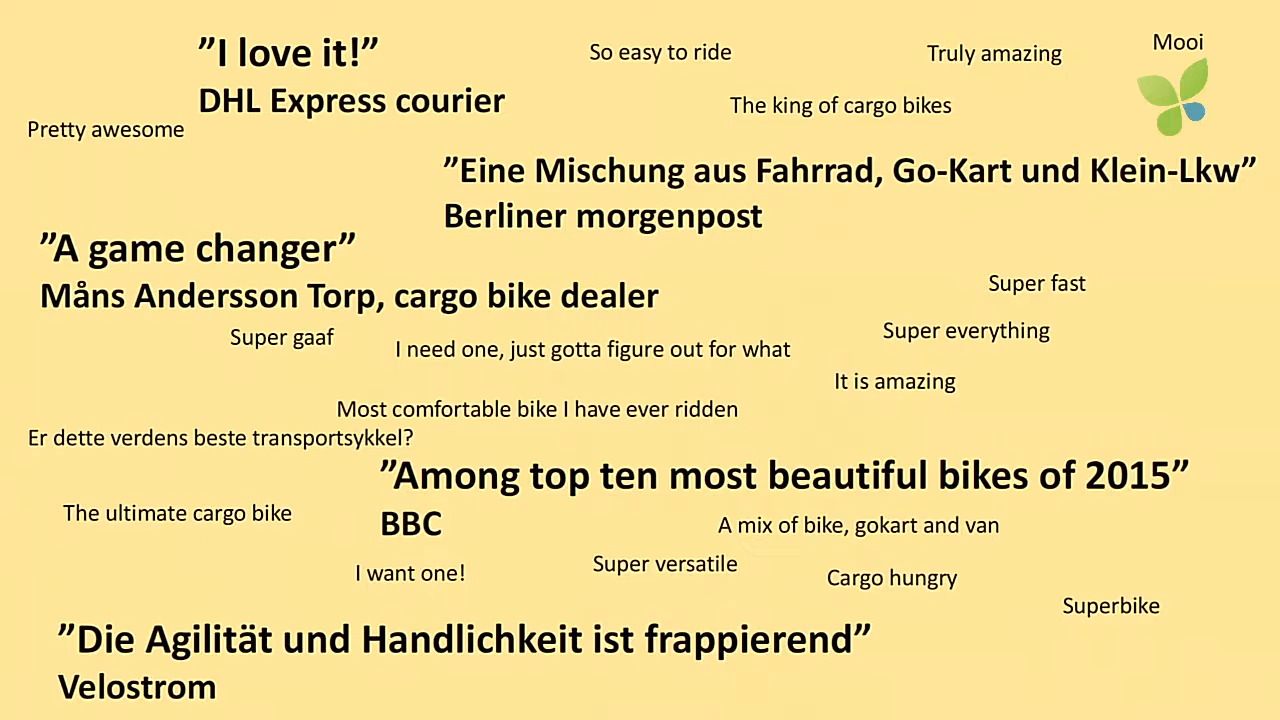 ”I love it!”
DHL Express courier
So easy to ride
Truly amazing
Mooi
The king of cargo bikes
Pretty awesome
”Eine Mischung aus Fahrrad, Go-Kart und Klein-Lkw”
Berliner morgenpost
”A game changer”
Måns Andersson Torp, cargo bike dealer
Super fast
Super gaaf
Super everything
I need one, just gotta figure out for what
It is amazing
Most comfortable bike I have ever ridden
Er dette verdens beste transportsykkel?
”Among top ten most beautiful bikes of 2015”
BBC
The ultimate cargo bike
A mix of bike, gokart and van
I want one!
Super versatile
Cargo hungry
Superbike
”Die Agilität und Handlichkeit ist frappierend”
Velostrom